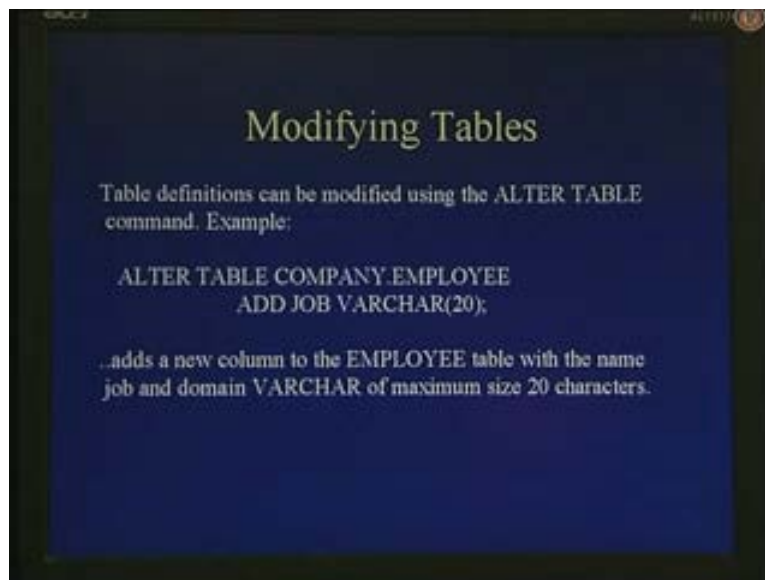 Modifying Tables
Table definitions can be modified using the ALTER TABLE
command. Example:
ALTER TABLE COMPANY.EMPLOYEE
ADD JOB VARCHAR(20);
..adds a new column to the EMPLOYEE table with the name
job and domain VARCHAR of maximum size 20 characters.